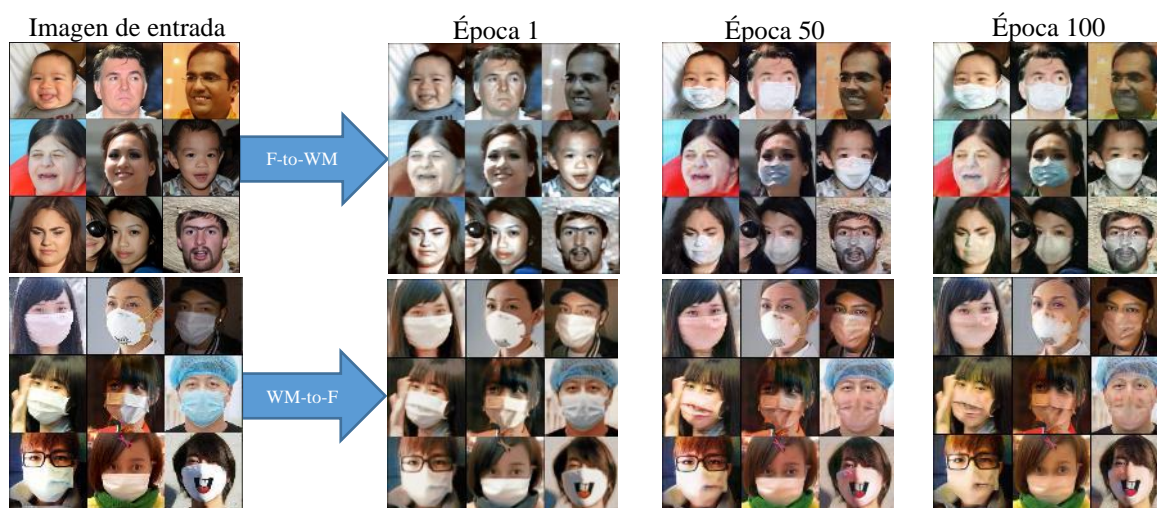 Imagen de entrada
Época 1
Época 50
Época 100
F-to-WM
WM-to-F